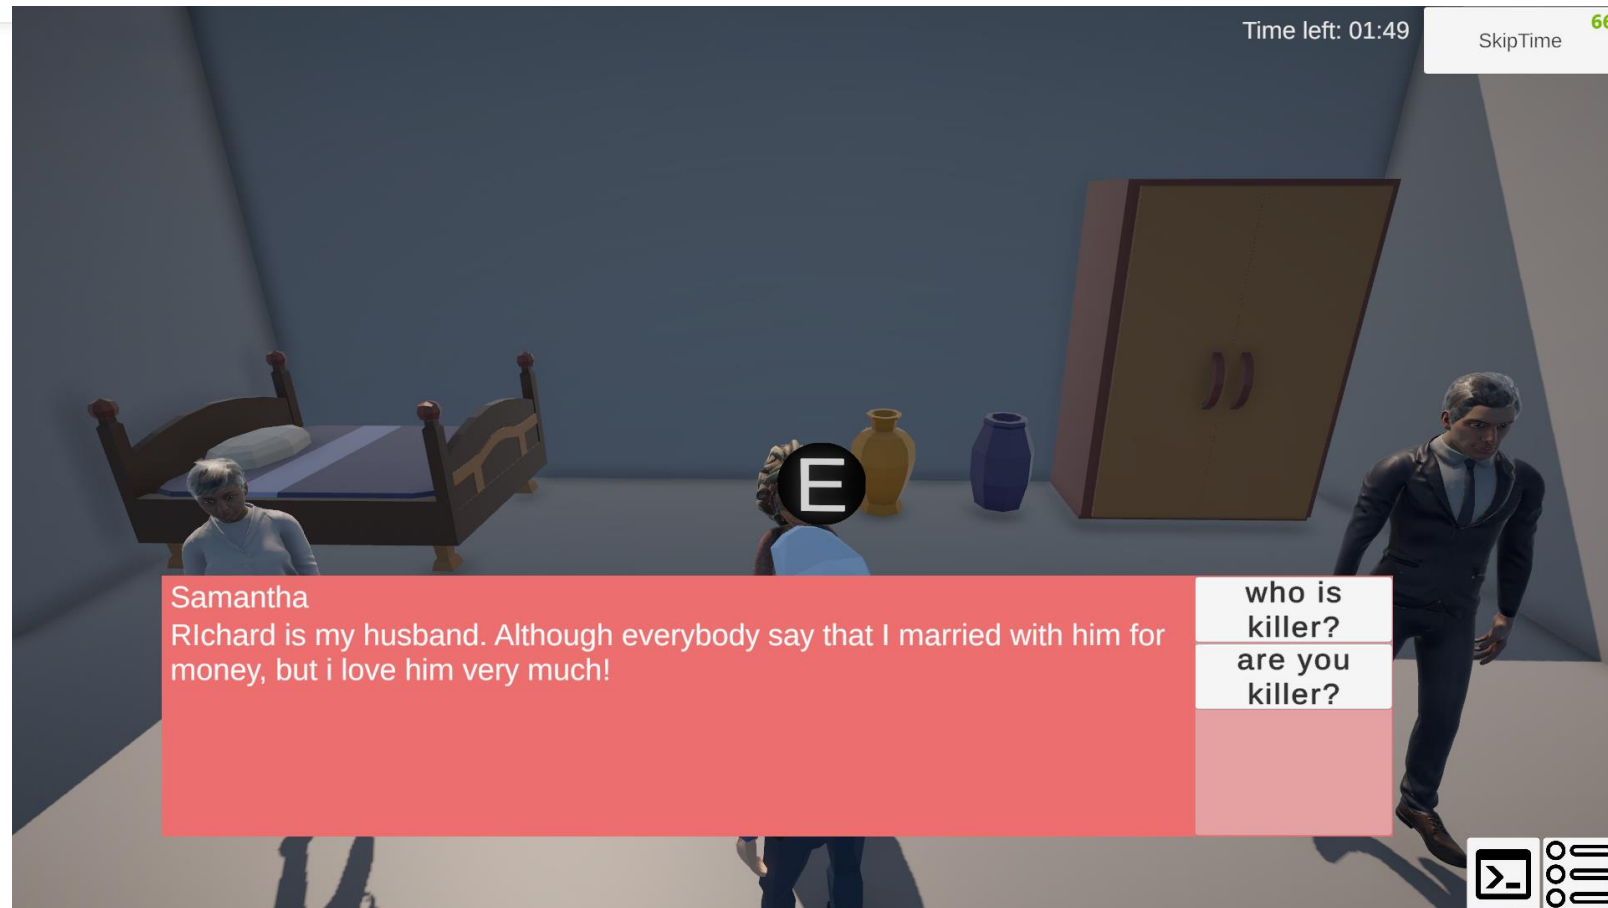 Time left: 01:49
SkipTime
66
E
Samantha
RIchard is my husband. Although everybody say that I married with him for
money, but i love him very much!
who is
killer?
are you
killer?